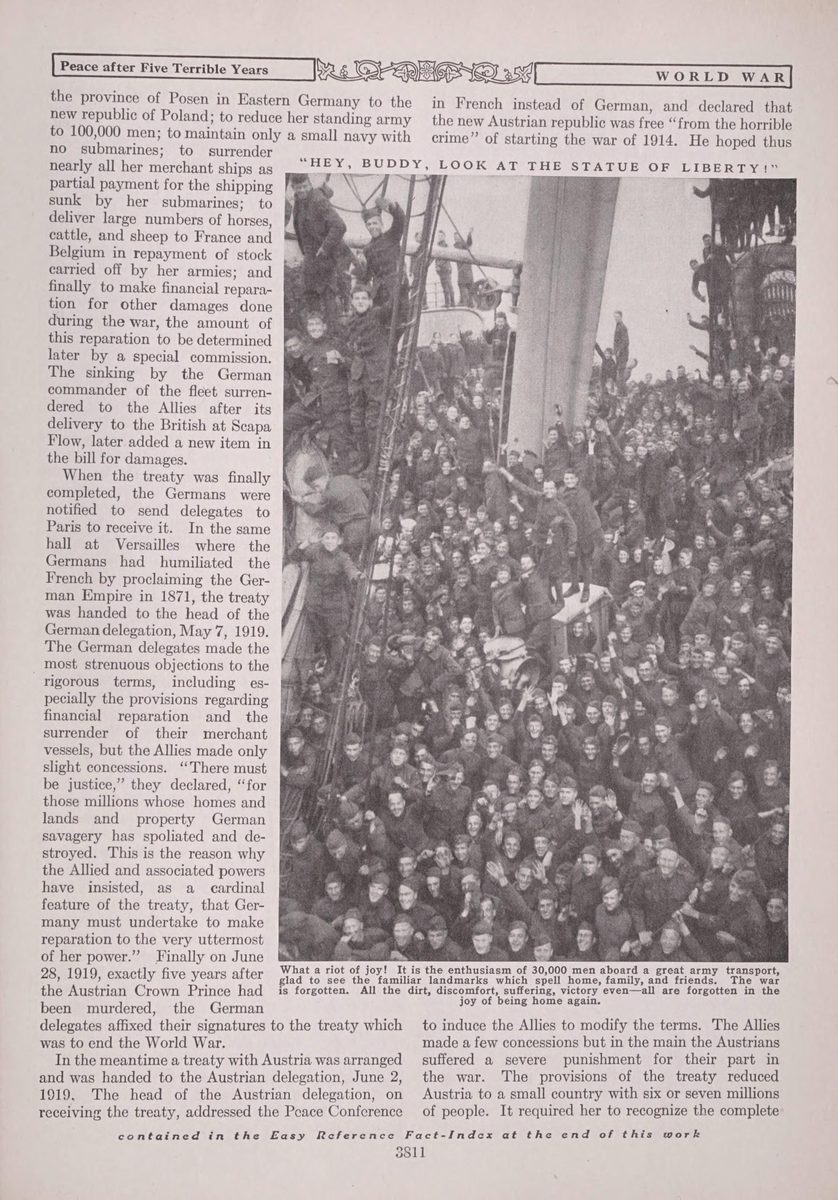 Peace after Five Terrible Years
WORLD WAR
the province of Posen in Eastern Germany to the
new republic of Poland; to reduce her standing army
to 100,000 men; to maintain only a small navy with
no submarines; to surrender
nearly all her merchant ships as
partial payment for the shipping
sunk by her submarines; to
deliver large numbers of horses,
cattle, and sheep to France and
Belgium in repayment of stock
carried off by her armies; and
finally to make financial repara-
tion for other damages done
during the war, the amount of
this reparation to be determined
later by a special commission.
The sinking by the German
commander of the fleet surren-
dered to the Allies after its
delivery to the British at Scapa
Flow, later added a new item in
the bill for damages.
When the treaty was finally
completed, the Germans were
notified to send delegates to
Paris to receive it. In the same
hall at Versailles where the
Germans had humiliated the
French by proclaiming the Ger-
man Empire in 1871, the treaty
was handed to the head of the
German delegation, May 7, 1919.
The German delegates made the
most strenuous objections to the
rigorous terms, including es-
pecially the provisions regarding
financial reparation and the
surrender of their merchant
vessels, but the Allies made only
slight concessions. “There must
be justice,” they declared, “for
those millions whose homes and
lands and property German
savagery has spoliated and de-
stroyed. This is the reason why
the Allied and associated powers
have insisted, as a cardinal
feature of the treaty, that Ger-
many must undertake to make
reparation to the very uttermost
of her power.” Finally on June
28, 1919, exactly five years after
the Austrian Crown Prince had
been murdered, the German
delegates affixed their signatures to the treaty which
was to end the World War.
In the meantime a treaty with Austria was arranged
and was handed to the Austrian delegation, June 2,
1919. The head of the Austrian delegation, on
receiving the treaty, addressed the Peace Conference
in French instead of German, and declared that
the new Austrian republic was free “from the horrible
crime” of starting the war of 1914. He hoped thus
“HEY, BUDDY, LOOK AT THE STATUE OF LIBERTY!”
What a riot of joy! It is the enthusiasm of 30,000 men aboard a great army transport,
glad to see the familiar landmarks which spell home, family, and friends. The war
is forgotten. All the dirt, discomfort, suffering, victory even—all are forgotten in the
joy of being home again.
to induce the Allies to modify the terms. The Allies
made a few concessions but in the main the Austrians
suffered a severe punishment for their part in
the war. The provisions of the treaty reduced
Austria to a small country with six or seven millions
of people. It required her to recognize the complete
contained in the Easy Reference Fact-Index at the end of this work
3811